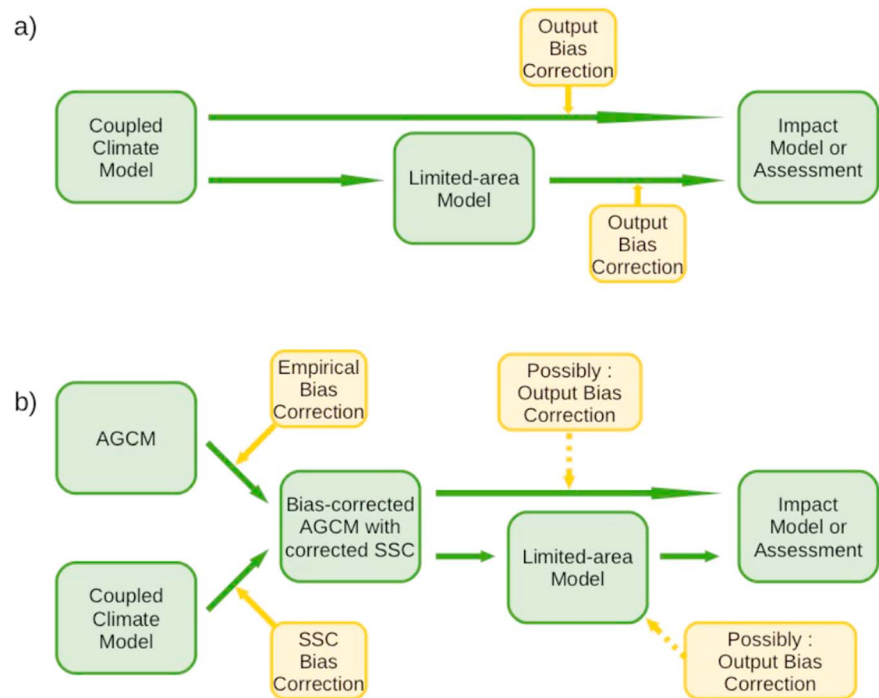 a)
Output
Bias
Correction
Coupled
Climate
Model
Limited-area
Model
Impact
Model or
Assessment
Output
Bias
Correction
b)
AGCM
Empirical
Bias
Correction
Possibly :
Output Bias
Correction
Bias-corrected
AGCM with
corrected SSC
Limited-area
Model
Impact
Model or
Assessment
Coupled
Climate
Model
SSC
Bias
Correction
Possibly :
Output Bias
Correction